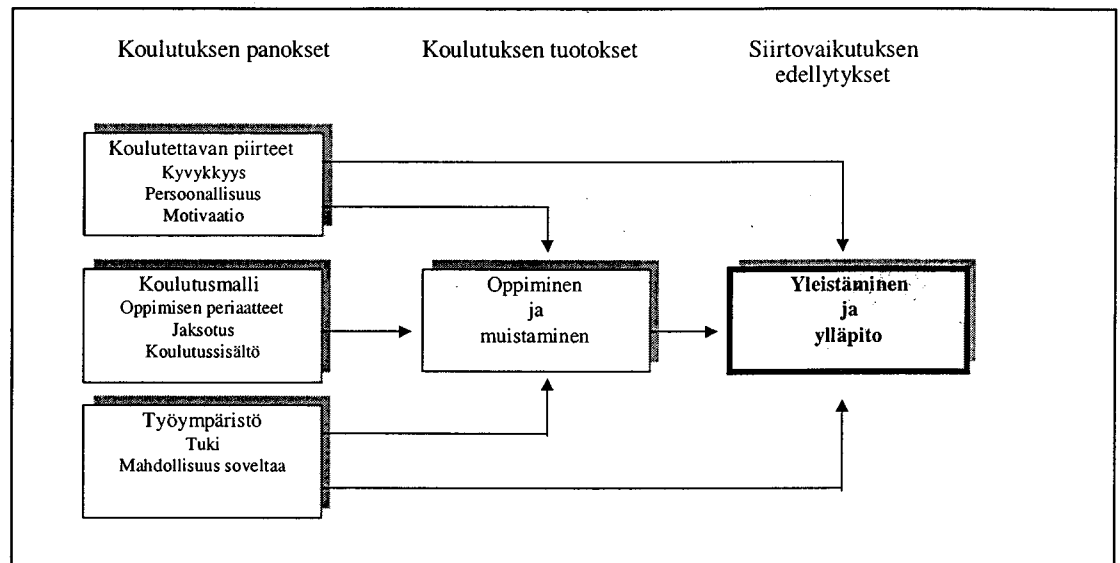 Koulutuksen panokset
Koulutuksen tuotokset
Siirtovaikutuksen
edellytykset
Koulutettavan piirteet
Kyvykkyys
Persoonallisuus
Motivaatio
Koulutusmalli
Oppimisen periaatteet
Jaksotus
Koulutussisältö
Työympäristö
Tuki
Mahdollisuus soveltaa
Oppiminen
ja
muistaminen
Yleistäminen
ja
ylläpito